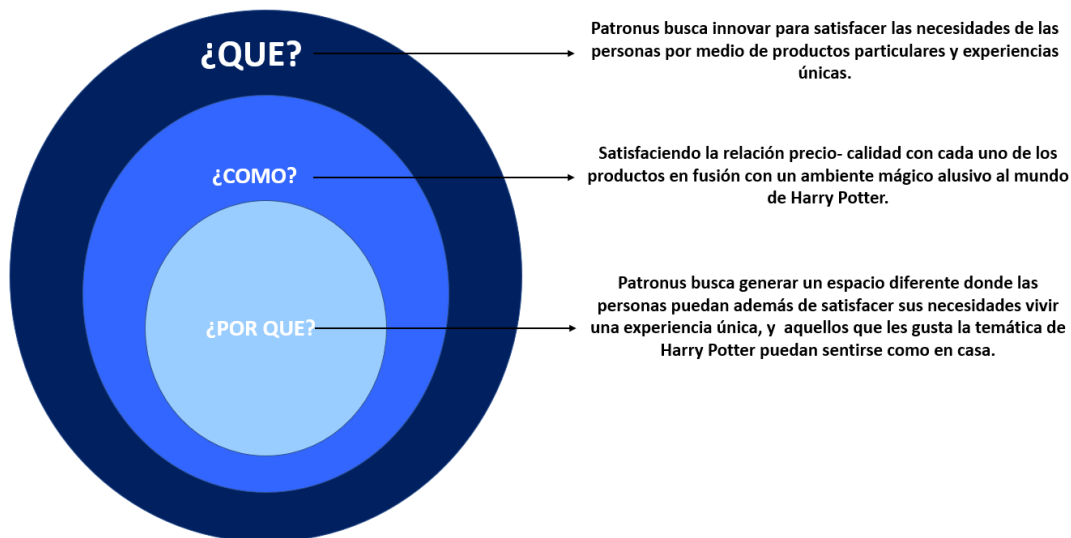 ¿QUE?
Patronus busca innovar para satisfacer las necesidades de las
personas por medio de productos particulares y experiencias
únicas.
¿COMO?
Satisfaciendo la relación precio- calidad con cada uno de los
productos en fusión con un ambiente mágico alusivo al mundo
de Harry Potter.
¿POR QUE?
Patronus busca generar un espacio diferente donde las
personas puedan además de satisfacer sus necesidades vivir
una experiencia única, y aquellos que les gusta la temática de
Harry Potter puedan sentirse como en casa.